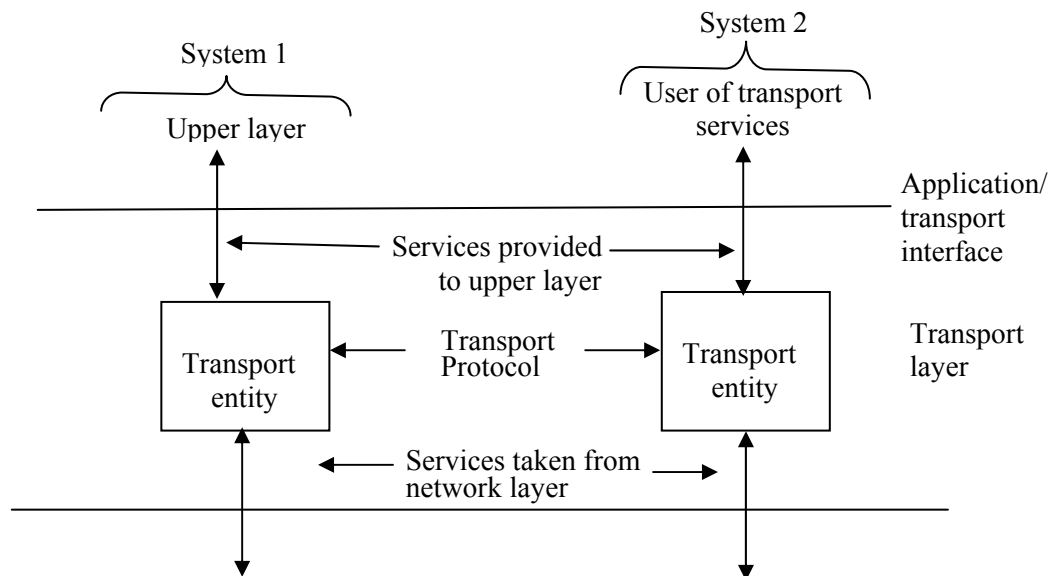 System 1
System 2
Upper layer
User of transport
services
Application/
transport
interface
Services provided
to upper layer
Transport
entity
Transport
Protocol
Transport
entity
Transport
layer
Services taken from
network layer